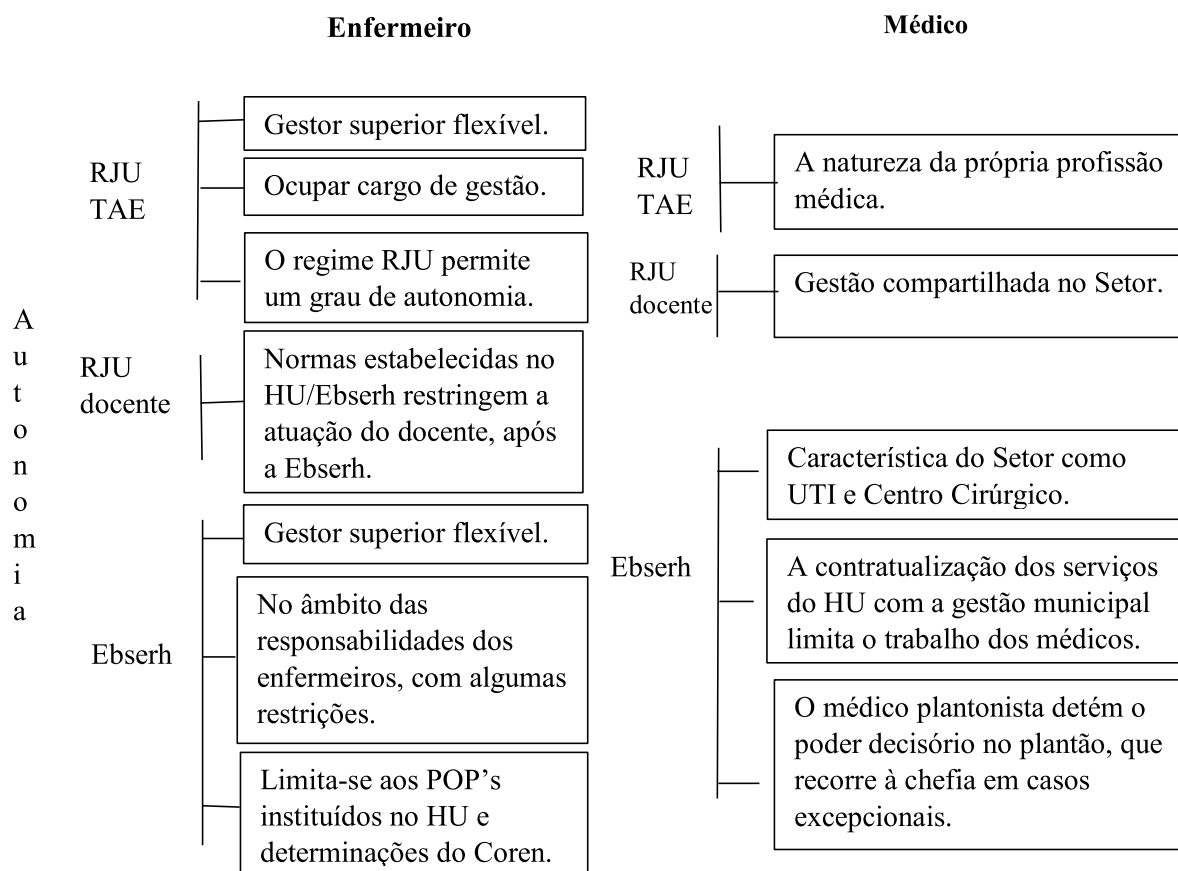 Enfermeiro
Médico
Autonomia
RJU
TAE
Gestor superior flexível.
Ocupar cargo de gestão.
O regime RJU permite
um grau de autonomia.
RJU
docente
Normas estabelecidas no
HU/Ebserh restringem a
atuação do docente, após
a Ebserh.
Ebserh
Gestor superior flexível.
No âmbito das
responsabilidades dos
enfermeiros, com algumas
restrições.
Limita-se aos POP’s
instituídos no HU e
determinações do Coren.
RJU
TAE
A natureza da própria profissão
médica.
RJU
docente
Gestão compartilhada no Setor.
Ebserh
Característica do Setor como
UTI e Centro Cirúrgico.
A contratualização dos serviços
do HU com a gestão municipal
limita o trabalho dos médicos.
O médico plantonista detém o
poder decisório no plantão, que
recorre à chefia em casos
excepcionais.